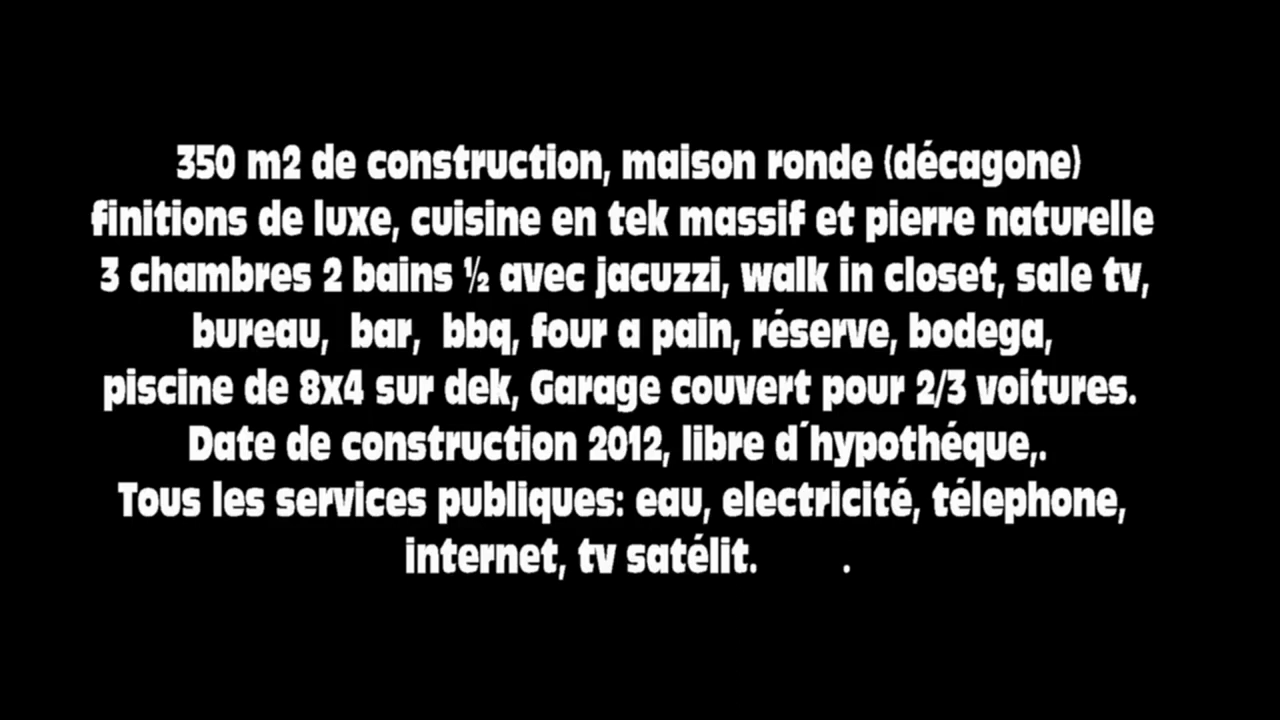 350 m2 de construction, maison ronde (décagone)
finitions de luxe, cuisine en tek massif et pierre naturelle
3 chambres 2 bains ½ avec jacuzzi, walk in closet, sale tv,
bureau, bar, bbq, four a pain, réserve, bodega,
piscine de 8x4 sur dek, Garage couvert pour 2/3 voitures.
Date de construction 2012, libre d´hypothéque,.
Tous les services publiques: eau, electricité, télephone,
internet, tv satélit. .